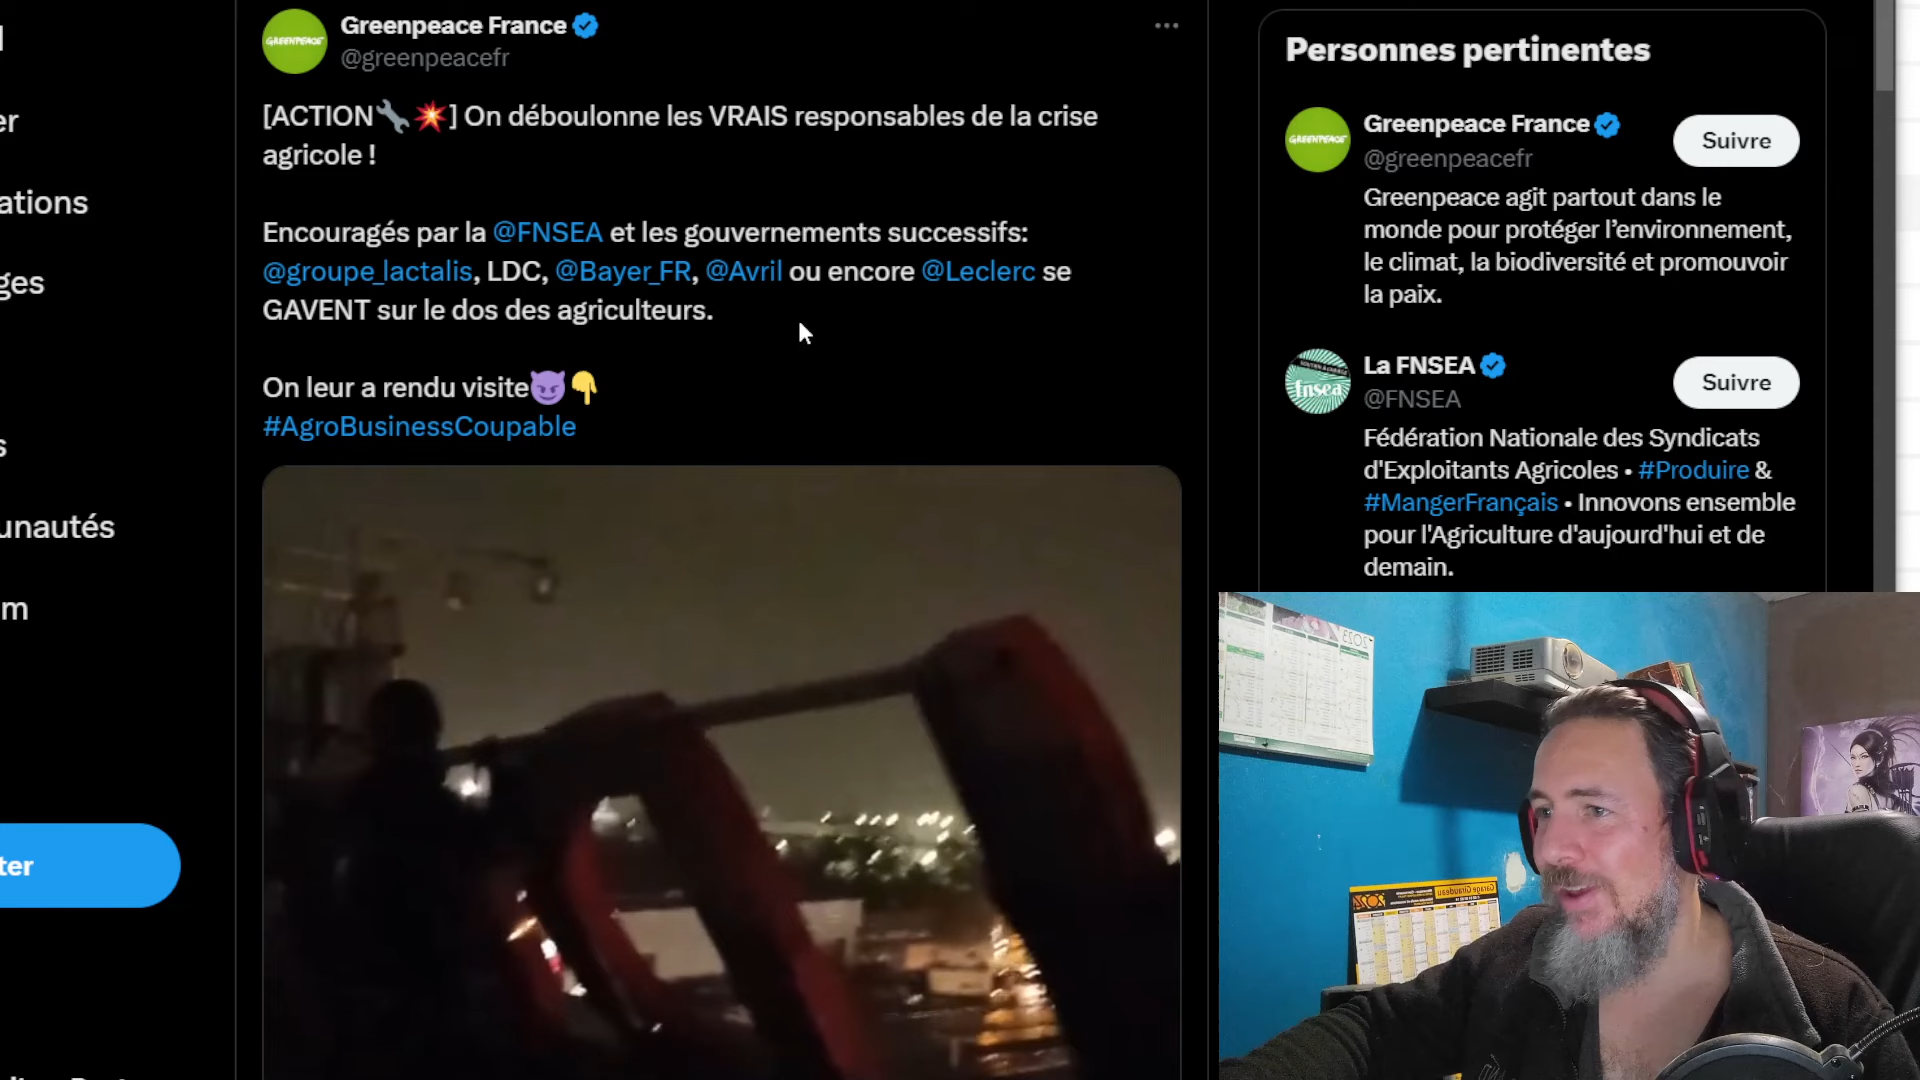 Greenpeace France
@greenpeacefr
[ACTION🔧💥] On déboulonne les VRAIS responsables de la crise
agricole !
Encouragés par la @FNSEA et les gouvernements successifs:
@groupe_lactalis, LDC, @Bayer_FR, @Avril ou encore @Leclerc se
GAVENT sur le dos des agriculteurs.
On leur a rendu visite😈👇
#AgroBusinessCoupable
er
ations
ges
s
unautés
m
ter
Personnes pertinentes
GREENPEACE
Greenpeace France
@greenpeacefr
Suivre
Greenpeace agit partout dans le
monde pour protéger l’environnement,
le climat, la biodiversité et promouvoir
la paix.
fnsea
La FNSEA
@FNSEA
Suivre
Fédération Nationale des Syndicats
d'Exploitants Agricoles • #Produire &
#MangerFrançais • Innovons ensemble
pour l'Agriculture d'aujourd'hui et de
demain.
2023
Garage Giraudeau